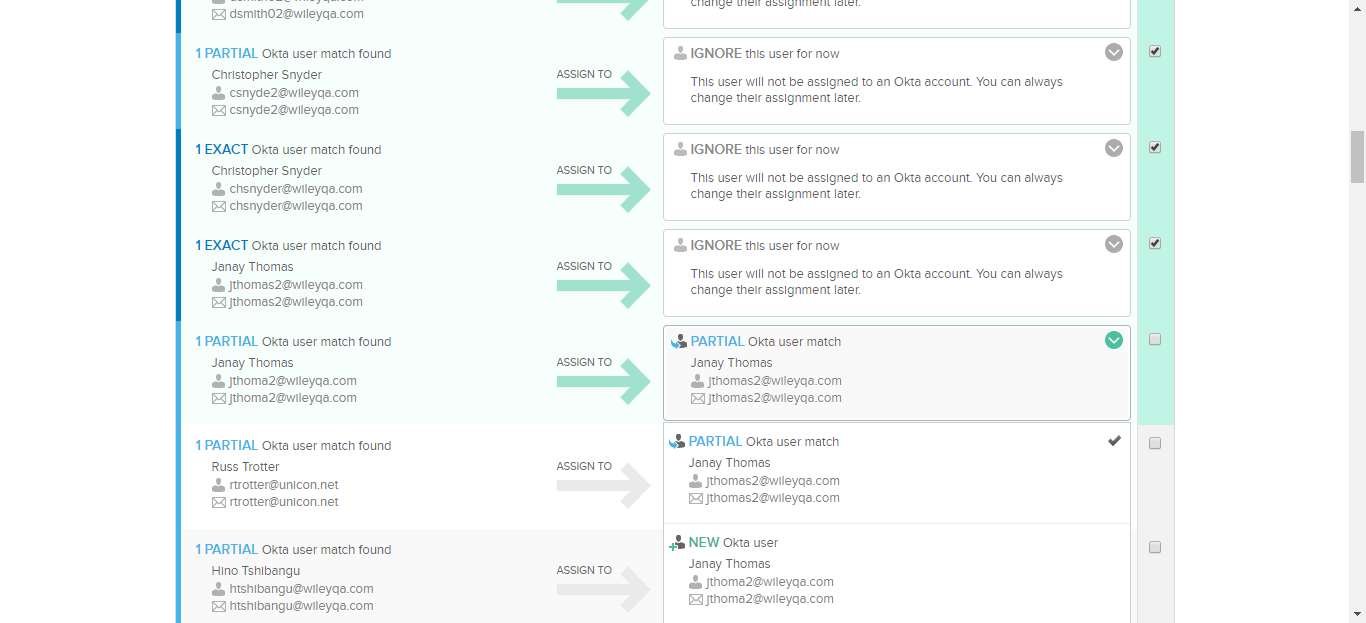 dsmith02@wileyqa.com
change their assignment later.
1 PARTIAL Okta user match found
Christopher Snyder
csnyde2@wileyqa.com
csnyde2@wileyqa.com
ASSIGN TO
IGNORE this user for now
This user will not be assigned to an Okta account. You can always
change their assignment later.
1 EXACT Okta user match found
Christopher Snyder
chsnyder@wileyqa.com
chsnyder@wileyqa.com
ASSIGN TO
IGNORE this user for now
This user will not be assigned to an Okta account. You can always
change their assignment later.
1 EXACT Okta user match found
Janay Thomas
jthomas2@wileyqa.com
jthomas2@wileyqa.com
ASSIGN TO
IGNORE this user for now
This user will not be assigned to an Okta account. You can always
change their assignment later.
1 PARTIAL Okta user match found
Janay Thomas
jthoma2@wileyqa.com
jthoma2@wileyqa.com
ASSIGN TO
PARTIAL Okta user match
Janay Thomas
jthomas2@wileyqa.com
jthomas2@wileyqa.com
1 PARTIAL Okta user match found
Russ Trotter
rtrotter@unicon.net
rtrotter@unicon.net
ASSIGN TO
PARTIAL Okta user match
Janay Thomas
jthomas2@wileyqa.com
jthomas2@wileyqa.com
1 PARTIAL Okta user match found
Hino Tshibangu
htshibangu@wileyqa.com
htshibangu@wileyqa.com
ASSIGN TO
NEW Okta user
Janay Thomas
jthoma2@wileyqa.com
jthoma2@wileyqa.com